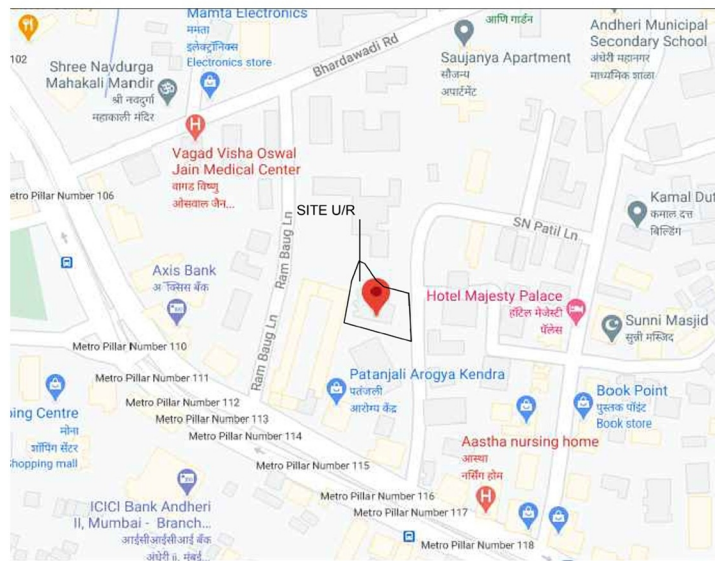 Mamta Electronics
ममता
इलेक्ट्रॉनिक्स
Electronics store
102
Shree Navdurga
Mahakali Mandir
श्री नवदुर्गा
महाकाली मंदिर
Bhardawadi Rd
आणि गार्डन
Saujanya Apartment
सौजन्य
अपार्टमेंट
Andheri Municipal
Secondary School
अंधेरी महानगर
माध्यमिक शाळा
Vagad Visha Oswal
Jain Medical Center
वागड विष्णु
ओसवाल जैन...
etro Pillar Number 106
SITE U/R
Ram Baug Ln
Kamal Dut
कमाल दत्त
बिल्डिंग
SN Patil Ln
Axis Bank
अ‍ॅक्सिस बँक
Hotel Majesty Palace
हॉटेल मेजेस्टी
पॅलेस
Sunni Masjid
सुन्नी मस्जिद
Ram Baug Ln
Metro Pillar Number 110
Metro Pillar Number 111
Metro Pillar Number 112
Metro Pillar Number 113
Metro Pillar Number 114
Patanjali Arogya Kendra
पतंजली
आरोग्य केंद्र
Book Point
पुस्तक पॉइंट
Book store
ping Centre
मोना
शॉपिंग सेंटर
hopping mall
Aastha nursing home
आस्था
नर्सिंग होम
Metro Pillar Number 115
Metro Pillar Number 116
Metro Pillar Number 117
Metro Pillar Number 118
ICICI Bank Andheri
II, Mumbai - Branch...
आईसीआईसीआई बँक
अंधेरी ii, मुंबई...